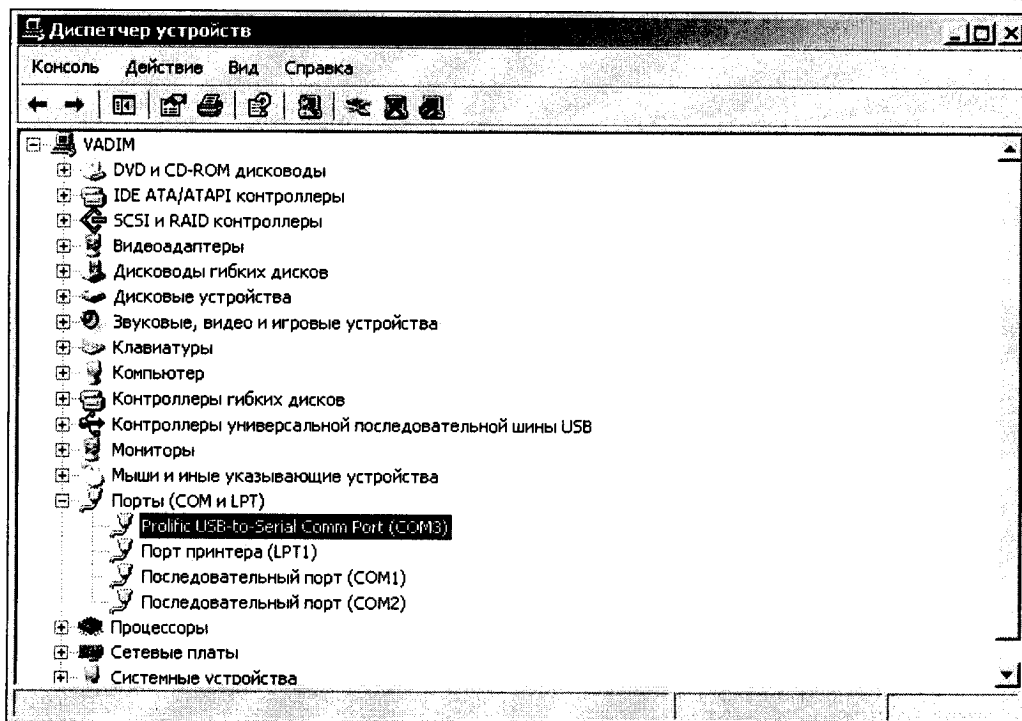 Диспетчер устройств
Консоль Действие Вид Справка
VADIM
DVD и CD-ROM дисководы
IDE ATA/ATAPI контроллеры
SCSI и RAID контроллеры
Видеоадаптеры
Дисководы гибких дисков
Дисковые устройства
Звуковые, видео и игровые устройства
Клавиатуры
Компьютер
Контроллеры гибких дисков
Контроллеры универсальной последовательной шины USB
Мониторы
Мыши и иные указывающие устройства
Порты (COM и LPT)
Prolific USB-to-Serial Comm Port (COM3)
Порт принтера (LPT1)
Последовательный порт (COM1)
Последовательный порт (COM2)
Процессоры
Сетевые платы
Системные устройства